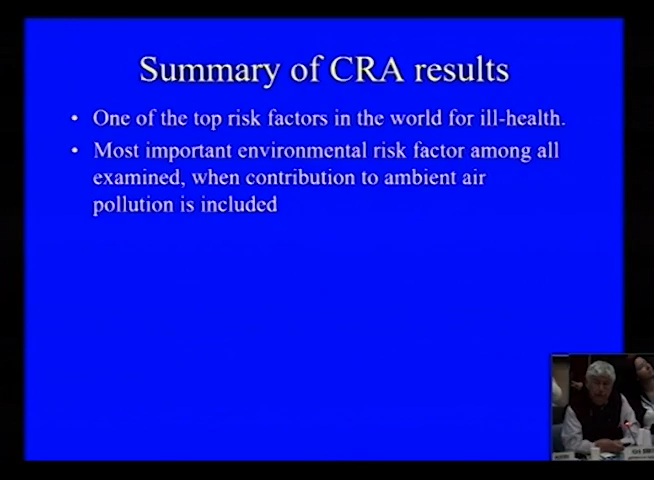 Summary of CRA results
• One of the top risk factors in the world for ill-health.
• Most important environmental risk factor among all
examined, when contribution to ambient air
pollution is included